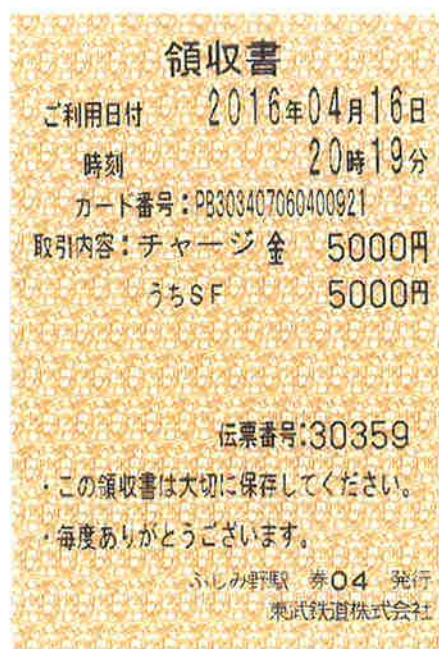 領収書
ご利用日付 2016年04月16日
時刻 20時19分
カード番号:PB303407060400921
取引内容:チャージ金 5000円
うちSF 5000円
伝票番号:30359
・この領収書は大切に保存してください。
・毎度ありがとうございます。
ふじみ野駅 券04 発行
東武鉄道株式会社